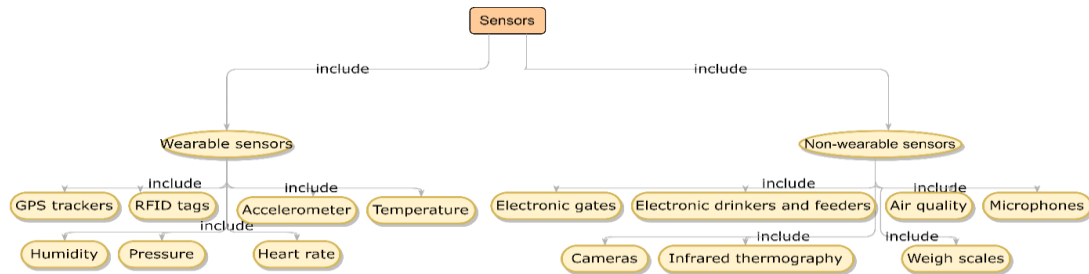 Sensors
include
include
Wearable sensors
Non-wearable sensors
include
include
include
include
GPS trackers
RFID tags
Accelerometer
Temperature
Electronic gates
Electronic drinkers and feeders
Air quality
Microphones
include
include
include
Humidity
Pressure
Heart rate
Cameras
Infrared thermography
Weigh scales